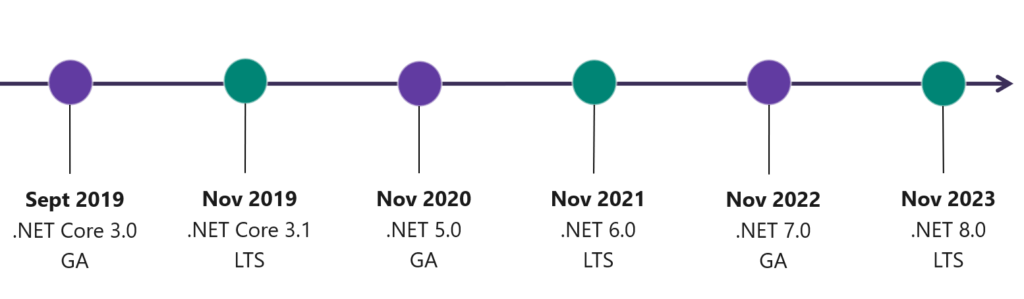 Sept 2019
.NET Core 3.0
GA
Nov 2019
.NET Core 3.1
LTS
Nov 2020
.NET 5.0
GA
Nov 2021
.NET 6.0
LTS
Nov 2022
.NET 7.0
GA
Nov 2023
.NET 8.0
LTS